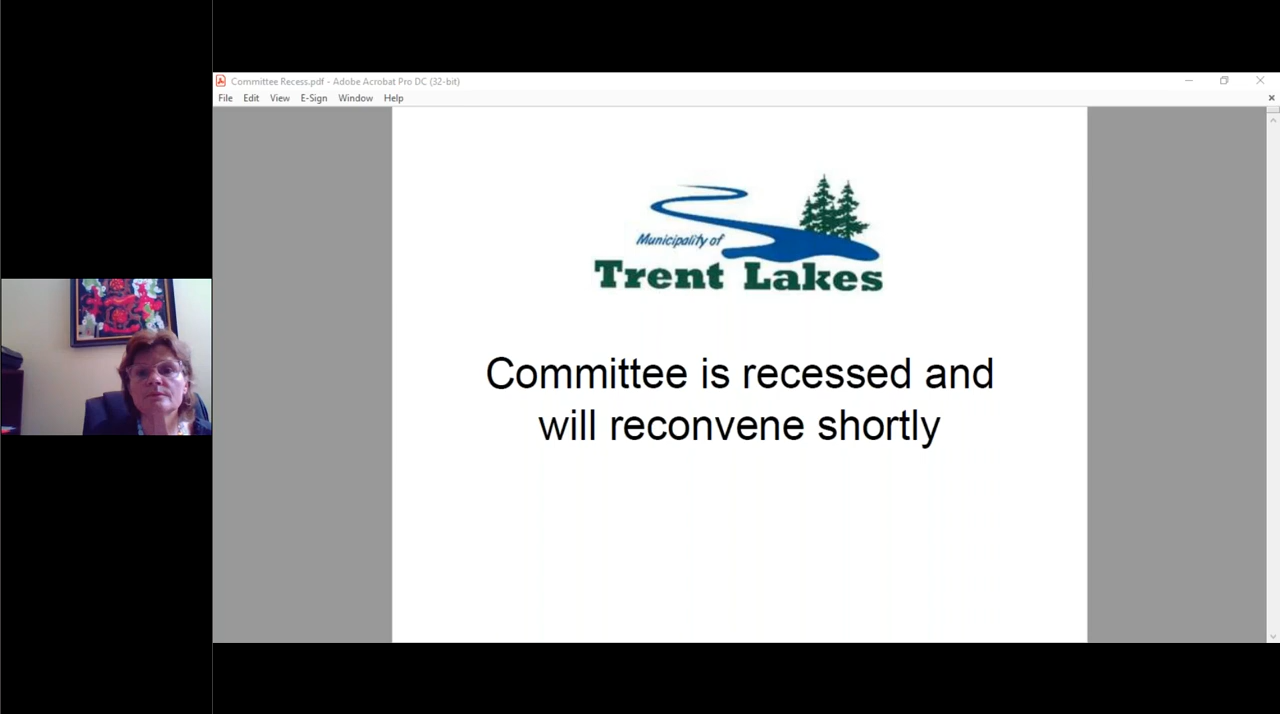 Committee Recess.pdf - Adobe Acrobat Pro DC (32-bit)
File Edit View E-Sign Window Help
Municipality of
Trent Lakes
Committee is recessed and
will reconvene shortly